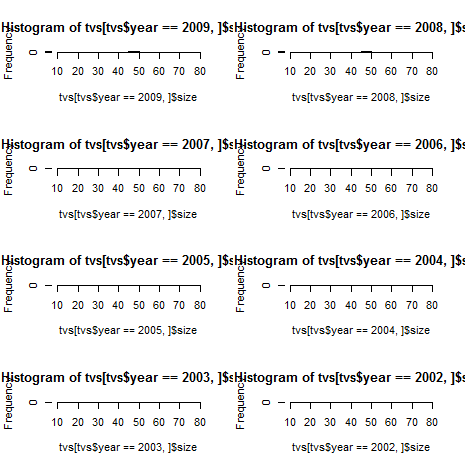 Histogram of tvs[tvs$year == 2009, ]$s
Frequenc
0
10 20 30 40 50 60 70 80
tvs[tvs$year == 2009, ]$size
Histogram of tvs[tvs$year == 2008, ]$s
Frequenc
0
10 20 30 40 50 60 70 80
tvs[tvs$year == 2008, ]$size
Histogram of tvs[tvs$year == 2007, ]$s
Frequenc
0
10 20 30 40 50 60 70 80
tvs[tvs$year == 2007, ]$size
Histogram of tvs[tvs$year == 2006, ]$s
Frequenc
0
10 20 30 40 50 60 70 80
tvs[tvs$year == 2006, ]$size
Histogram of tvs[tvs$year == 2005, ]$s
Frequenc
0
10 20 30 40 50 60 70 80
tvs[tvs$year == 2005, ]$size
Histogram of tvs[tvs$year == 2004, ]$s
Frequenc
0
10 20 30 40 50 60 70 80
tvs[tvs$year == 2004, ]$size
Histogram of tvs[tvs$year == 2003, ]$s
Frequenc
0
10 20 30 40 50 60 70 80
tvs[tvs$year == 2003, ]$size
Histogram of tvs[tvs$year == 2002, ]$s
Frequenc
0
10 20 30 40 50 60 70 80
tvs[tvs$year == 2002, ]$size